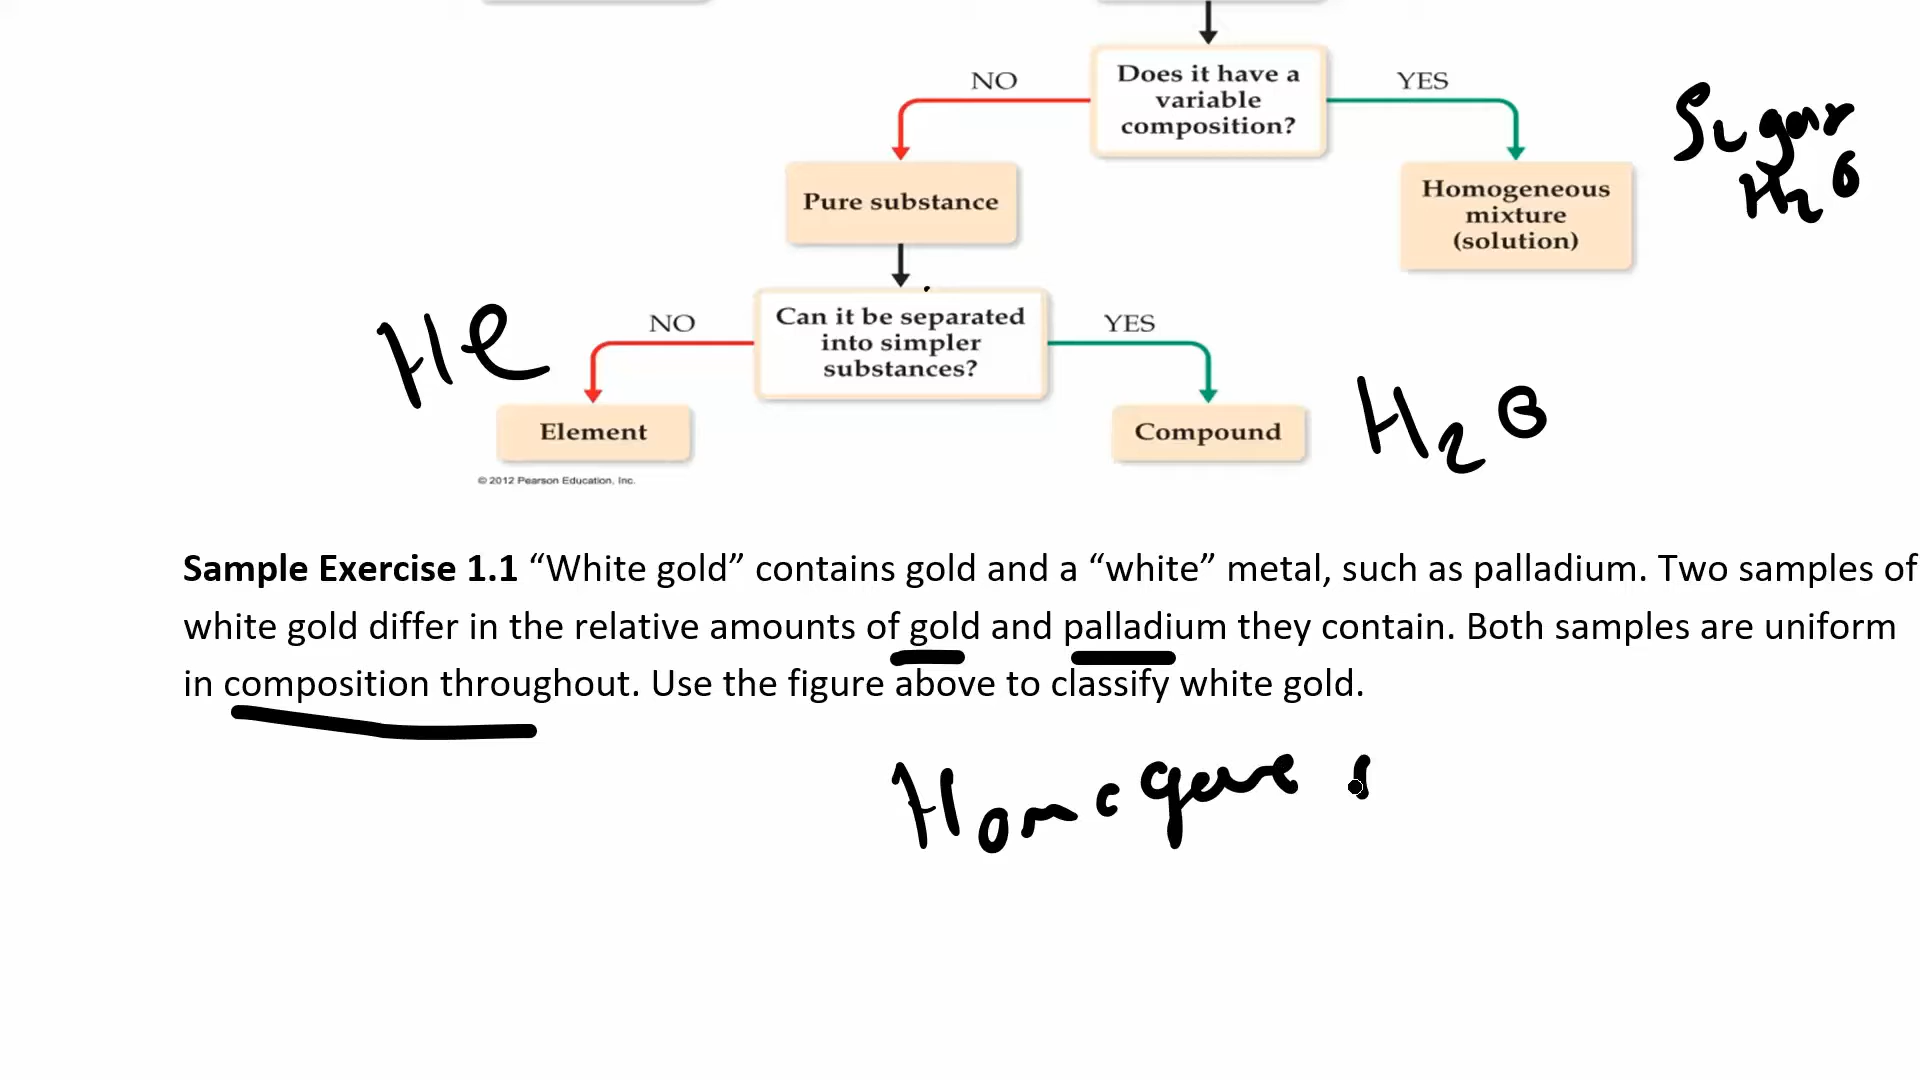 Does it have a
variable
composition?
NO
YES
Sugar
H2O
Pure substance
Homogeneous
mixture
(solution)
Can it be separated
into simpler
substances?
NO
YES
He
Element
Compound
H2O
© 2012 Pearson Education, Inc.
Sample Exercise 1.1 “White gold” contains gold and a “white” metal, such as palladium. Two samples of
white gold differ in the relative amounts of gold and palladium they contain. Both samples are uniform
in composition throughout. Use the figure above to classify white gold.